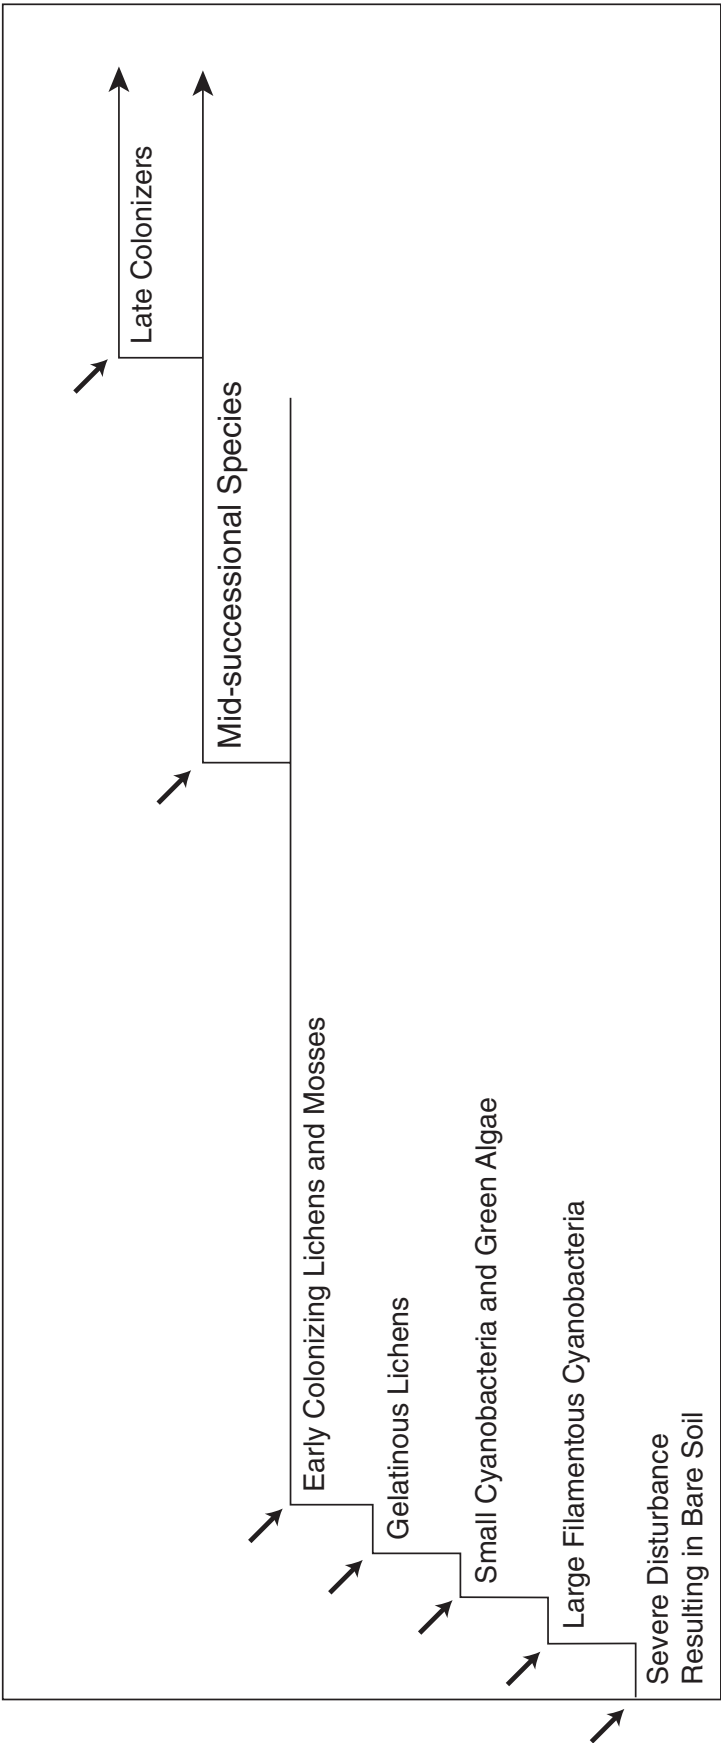 Late Colonizers
Mid-successional Species
Early Colonizing Lichens and Mosses
Gelatinous Lichens
Small Cyanobacteria and Green Algae
Large Filamentous Cyanobacteria
Severe Disturbance
Resulting in Bare Soil